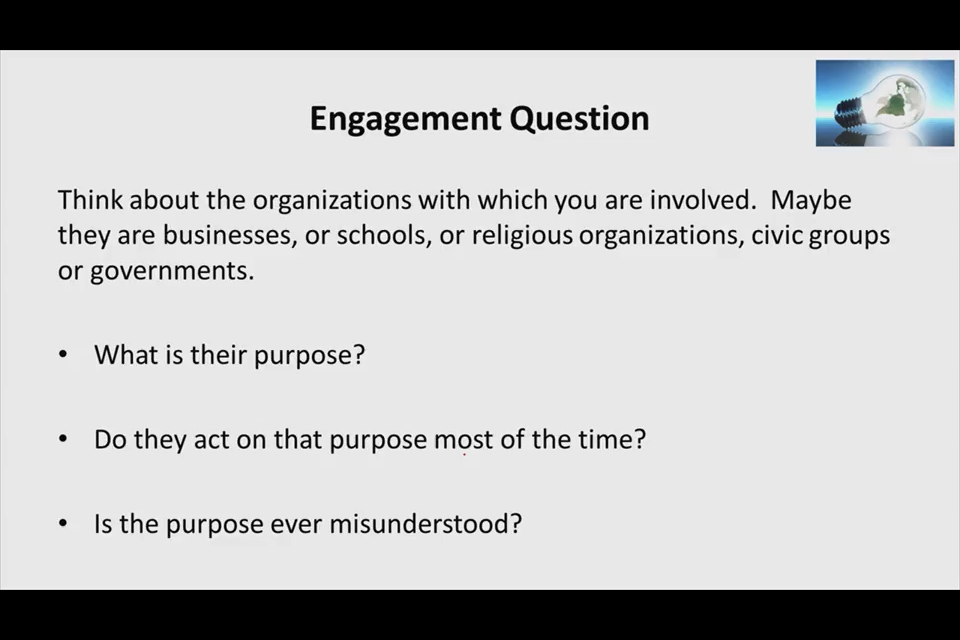 Engagement Question
Think about the organizations with which you are involved.  Maybe
they are businesses, or schools, or religious organizations, civic groups
or governments.
• What is their purpose?
• Do they act on that purpose most of the time?
• Is the purpose ever misunderstood?